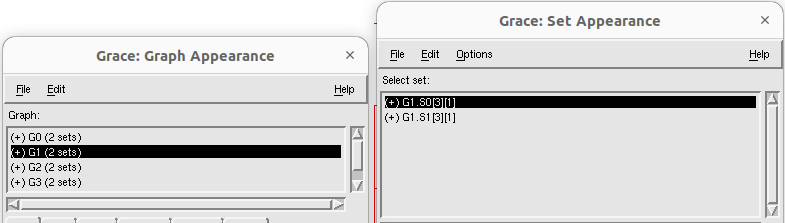 Grace: Graph Appearance
File Edit Help
Graph:
(+) G0 (2 sets)
(+) G1 (2 sets)
(+) G2 (2 sets)
(+) G3 (2 sets)
Grace: Set Appearance
File Edit Options Help
Select set:
(+) G1.S0[3][1]
(+) G1.S1[3][1]